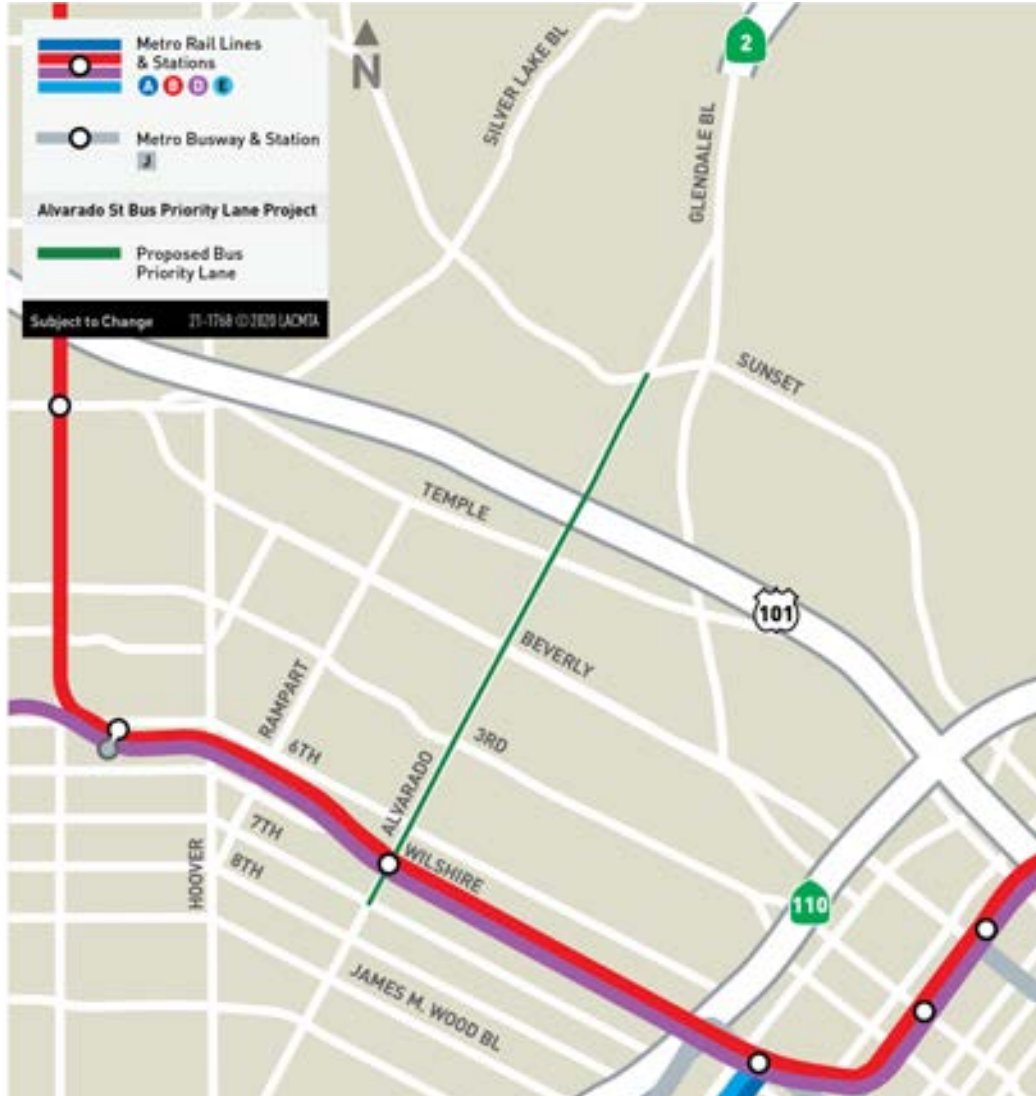 Metro Rail Lines
& Stations
A B D E
Metro Busway & Station
J
Alvarado St Bus Priority Lane Project
Proposed Bus
Priority Lane
Subject to Change 21-1768 © 2020 LACMTA
N
SILVER LAKE BL
2
GLENDALE BL
SUNSET
TEMPLE
101
BEVERLY
RAMPART
3RD
6TH
ALVARADO
7TH
WILSHIRE
8TH
HOOVER
110
JAMES M. WOOD BL